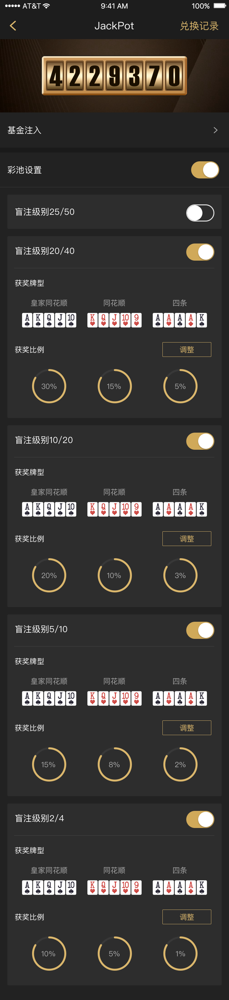 AT&T 9:41 AM 100%
JackPot 兑换记录
4229370
基金注入
彩池设置
盲注级别25/50
盲注级别20/40
获奖牌型
皇家同花顺 同花顺 四条
A K Q J 10 K Q J 10 9 A A A A K
获奖比例 调整
30% 15% 5%
盲注级别10/20
获奖牌型
皇家同花顺 同花顺 四条
A K Q J 10 K Q J 10 9 A A A A K
获奖比例 调整
20% 10% 3%
盲注级别5/10
获奖牌型
皇家同花顺 同花顺 四条
A K Q J 10 K Q J 10 9 A A A A K
获奖比例 调整
15% 8% 2%
盲注级别2/4
获奖牌型
皇家同花顺 同花顺 四条
A K Q J 10 K Q J 10 9 A A A A K
获奖比例 调整
10% 5% 1%